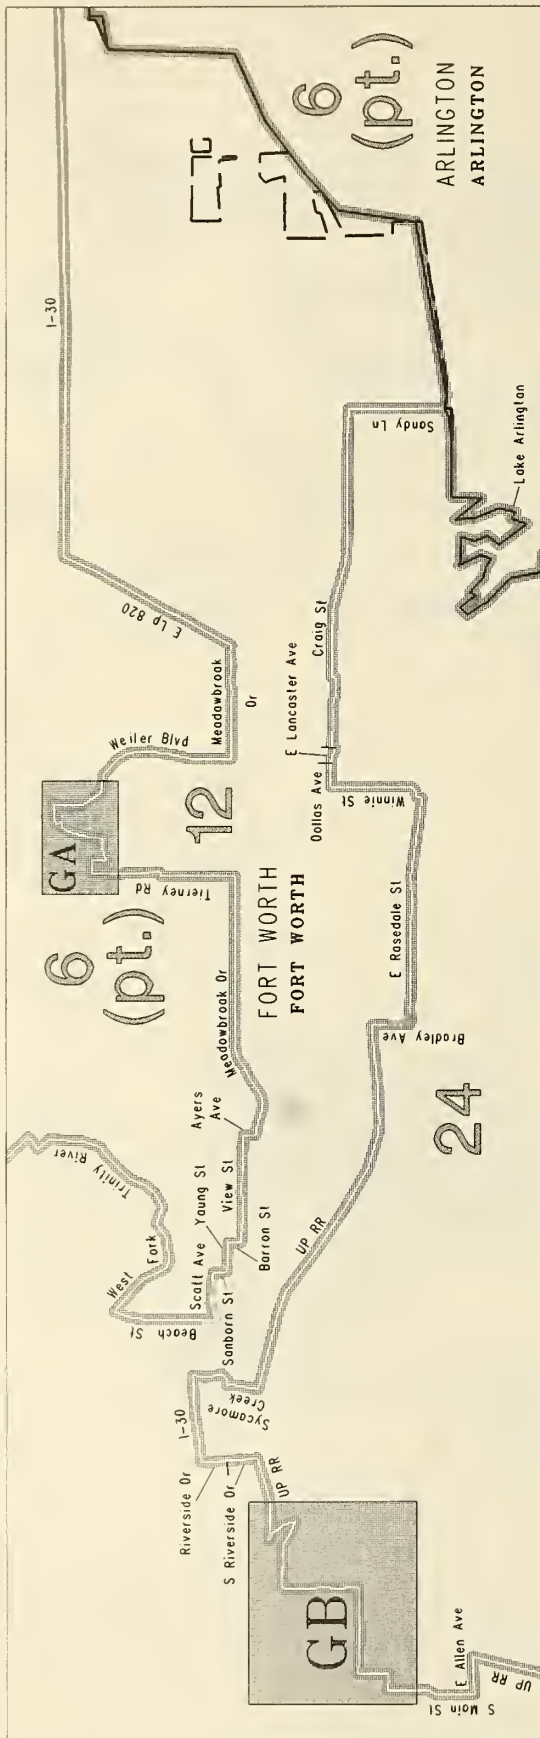 6
(pt.)
ARLINGTON
ARLINGTON
I-30
Sandy Ln
Lake Arlington
E Lp 820
Craig St
Meadowbrook
Dr
E Lancaster Ave
Weiler Blvd
Dallas Ave
Winnie St
GA
12
Tierney Rd
FORT WORTH
FORT WORTH
E Rosedale St
6
(pt.)
Meadowbrook Dr
Bradley Ave
24
Ayers
Ave
Trinity River
View St
Young St
UP RR
Barron St
Fork
West
Scott Ave
Beach
St
Sanborn St
Sycamore
Creek
I-30
Riverside Dr
S Riverside Dr
UP RR
GB
E Allen Ave
S Main St
UP RR